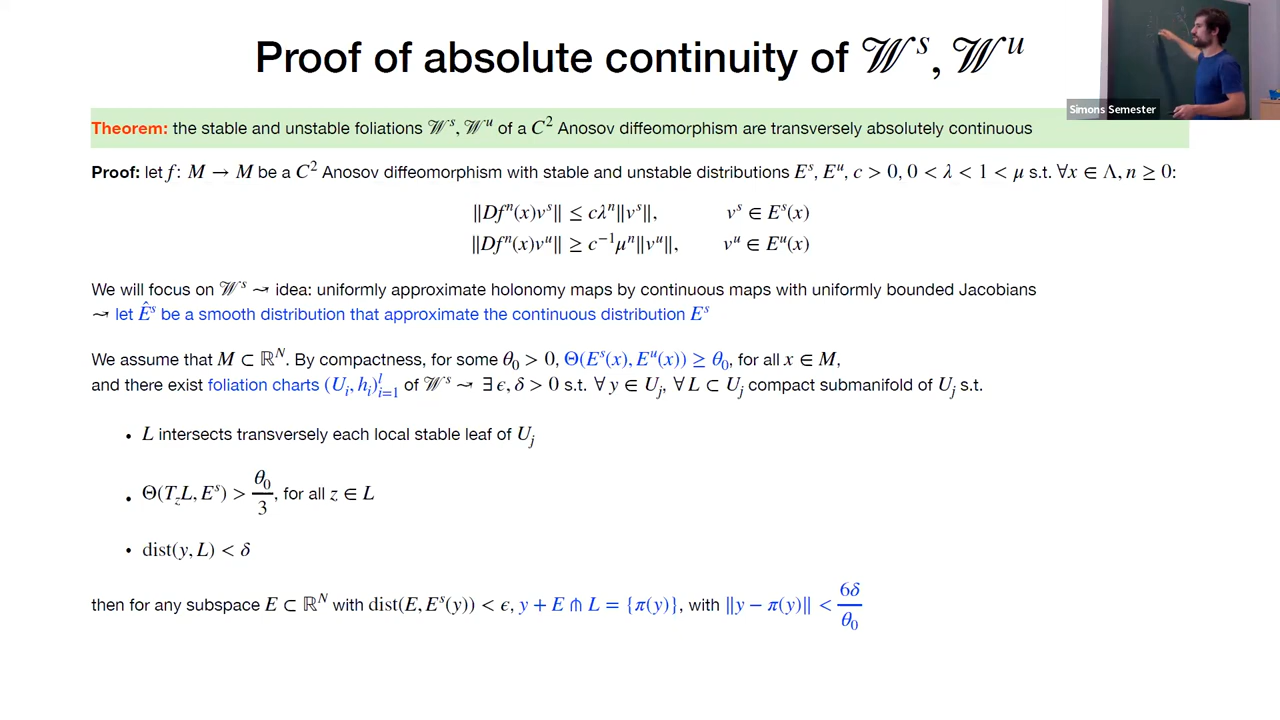 Proof of absolute continuity of 𝒲ˢ, 𝒲ᵘ
Simons Semester
Theorem: the stable and unstable foliations 𝒲ˢ, 𝒲ᵘ of a C² Anosov diffeomorphism are transversely absolutely continuous
Proof: let f: M → M be a C² Anosov diffeomorphism with stable and unstable distributions Eˢ, Eᵘ, c > 0, 0 < λ < 1 < μ s.t. ∀x ∈ Λ, n ≥ 0:
‖Dfⁿ(x)vˢ‖ ≤ cλⁿ‖vˢ‖, vˢ ∈ Eˢ(x)
‖Dfⁿ(x)vᵘ‖ ≥ c⁻¹μⁿ‖vᵘ‖, vᵘ ∈ Eᵘ(x)
We will focus on 𝒲ˢ ⤳ idea: uniformly approximate holonomy maps by continuous maps with uniformly bounded Jacobians
⤳ let Êˢ be a smooth distribution that approximate the continuous distribution Eˢ
We assume that M ⊂ ℝᴺ. By compactness, for some θ₀ > 0, Θ(Eˢ(x), Eᵘ(x)) ≥ θ₀, for all x ∈ M,
and there exist foliation charts (Uᵢ, hᵢ)ˡᵢ₌₁ of 𝒲ˢ ⤳ ∃ ϵ, δ > 0 s.t. ∀ y ∈ Uⱼ, ∀ L ⊂ Uⱼ compact submanifold of Uⱼ s.t.
• L intersects transversely each local stable leaf of Uⱼ
• Θ(T_zL, Eˢ) > θ₀/3, for all z ∈ L
• dist(y, L) < δ
then for any subspace E ⊂ ℝᴺ with dist(E, Eˢ(y)) < ϵ, y + E ⋔ L = {π(y)}, with ‖y − π(y)‖ < 6δ/θ₀